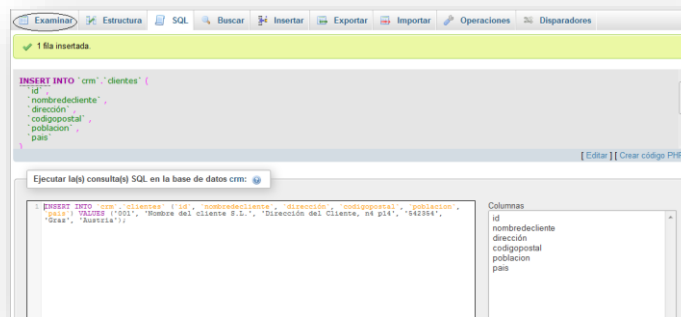 Examinar Estructura SQL Buscar Insertar Exportar Importar Operaciones Disparadores
1 fila insertada.
INSERT INTO `crm`.`clientes` (
`id` ,
`nombredecliente` ,
`dirección` ,
`codigopostal` ,
`poblacion` ,
`pais`
)
[ Editar ] [ Crear código PHP
Ejecutar la(s) consulta(s) SQL en la base de datos crm:
1 INSERT INTO `crm`.`clientes` (`id`, `nombredecliente`, `dirección`, `codigopostal`, `poblacion`,
`pais`) VALUES ('001', 'Nombre del cliente S.L.', 'Dirección del Cliente, n4 p14', '542354',
'Graz', 'Austria');
Columnas
id
nombredecliente
dirección
codigopostal
poblacion
pais